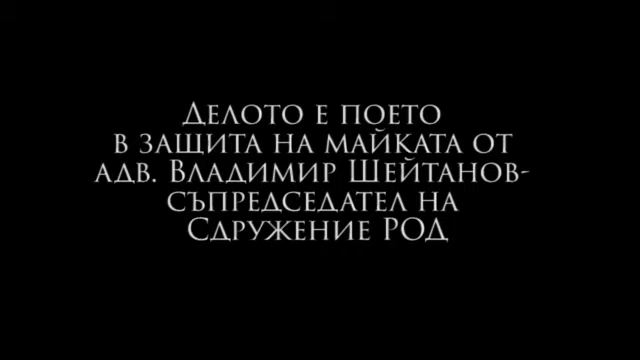 Делото е поето
в защита на майката от
адв. Владимир Шейтанов-
съпредседател на
Сдружение РОД